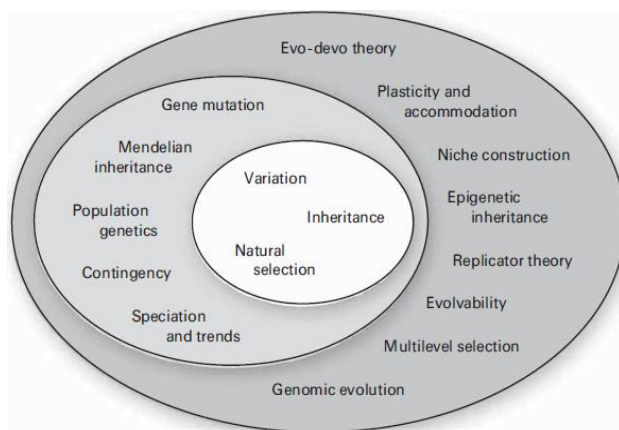 Evo-devo theory
Gene mutation
Plasticity and
accommodation
Mendelian
inheritance
Niche construction
Variation
Epigenetic
inheritance
Inheritance
Population
genetics
Natural
selection
Replicator theory
Contingency
Evolvability
Speciation
and trends
Multilevel selection
Genomic evolution